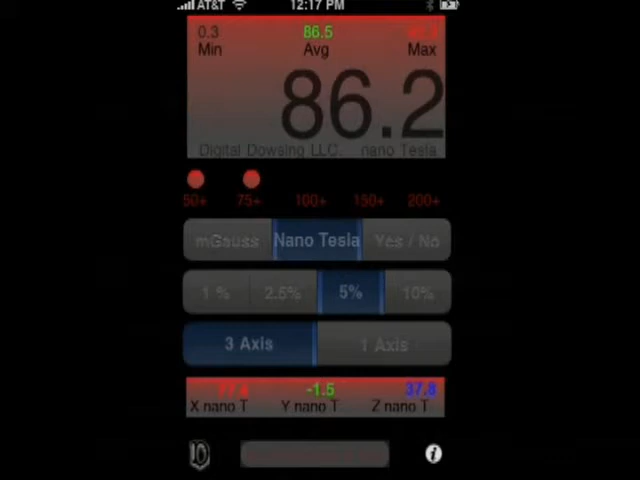 AT&T 12:17 PM
0.3 86.5
Min Avg Max
86.2
Digital Dowsing LLC. nano Tesla
50+ 75+ 100+ 150+ 200+
mGauss Nano Tesla Yes / No
1 % 2.5% 5% 10%
3 Axis 1 Axis
77.4 -1.5 37.8
X nano T Y nano T Z nano T